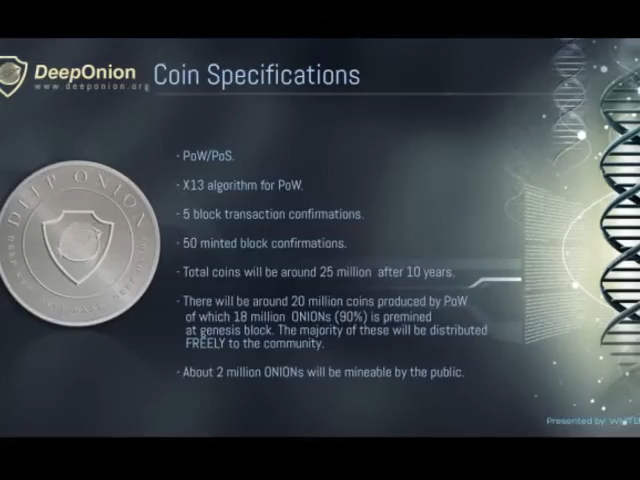 DeepOnion
www.deeponion.org
Coin Specifications
- PoW/PoS.
- X13 algorithm for PoW.
- 5 block transaction confirmations.
- 50 minted block confirmations.
- Total coins will be around 25 million after 10 years.
- There will be around 20 million coins produced by PoW
of which 18 million ONIONs (90%) is premined
at genesis block. The majority of these will be distributed
FREELY to the community.
- About 2 million ONIONs will be mineable by the public.
DEEP ONION
Presented by: